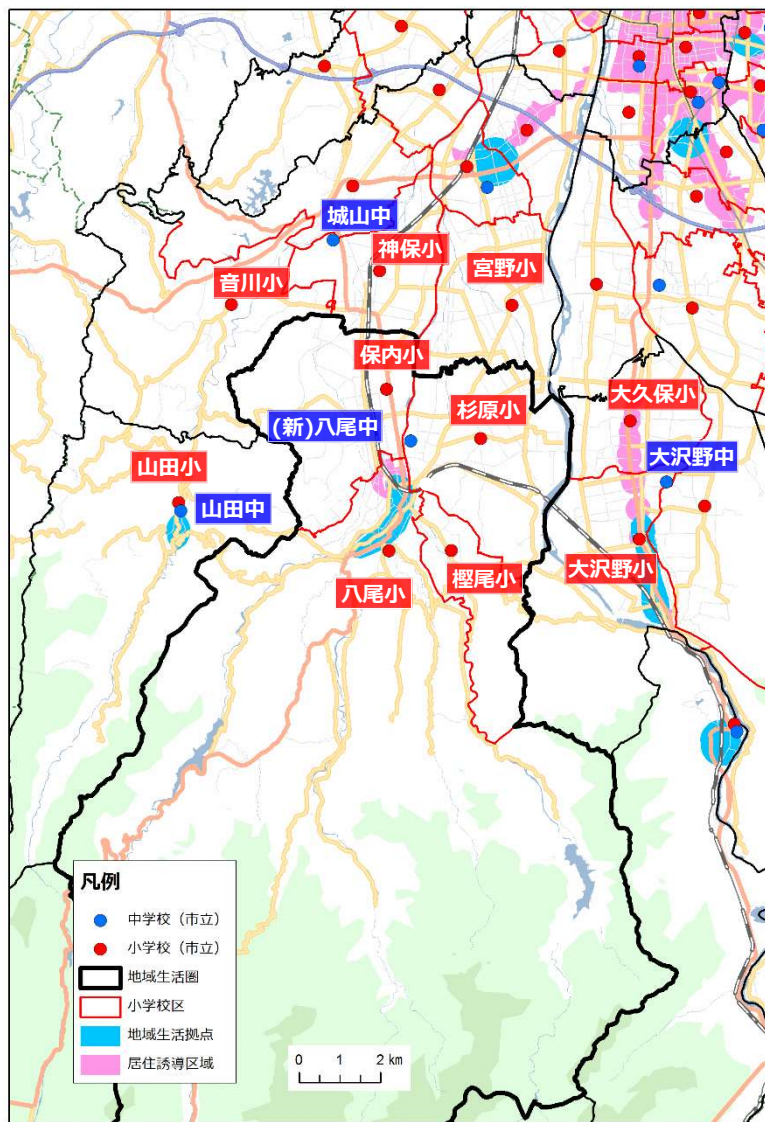 城山中
神保小
宮野小
音川小
保内小
大久保小
杉原小
(新)八尾中
大沢野中
山田小
山田中
八尾小
樫尾小
大沢野小
凡例
中学校（市立）
小学校（市立）
地域生活圏
小学校区
地域生活拠点
居住誘導区域
0 1 2 km